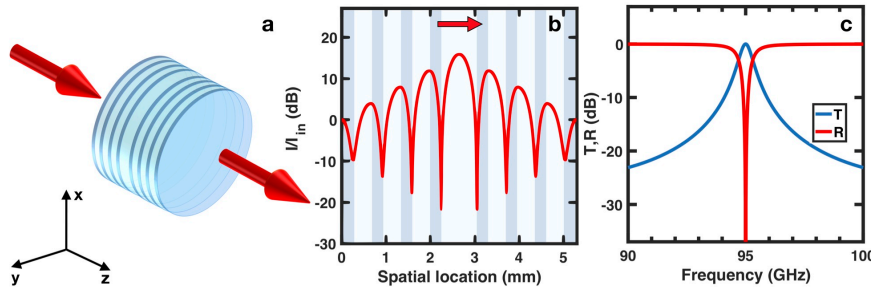 a
x
y
z
b
I/I_in (dB)
20
10
0
-10
-20
-30
0
1
2
3
4
5
Spatial location (mm)
c
T,R (dB)
0
-10
-20
-30
T
R
90
95
100
Frequency (GHz)